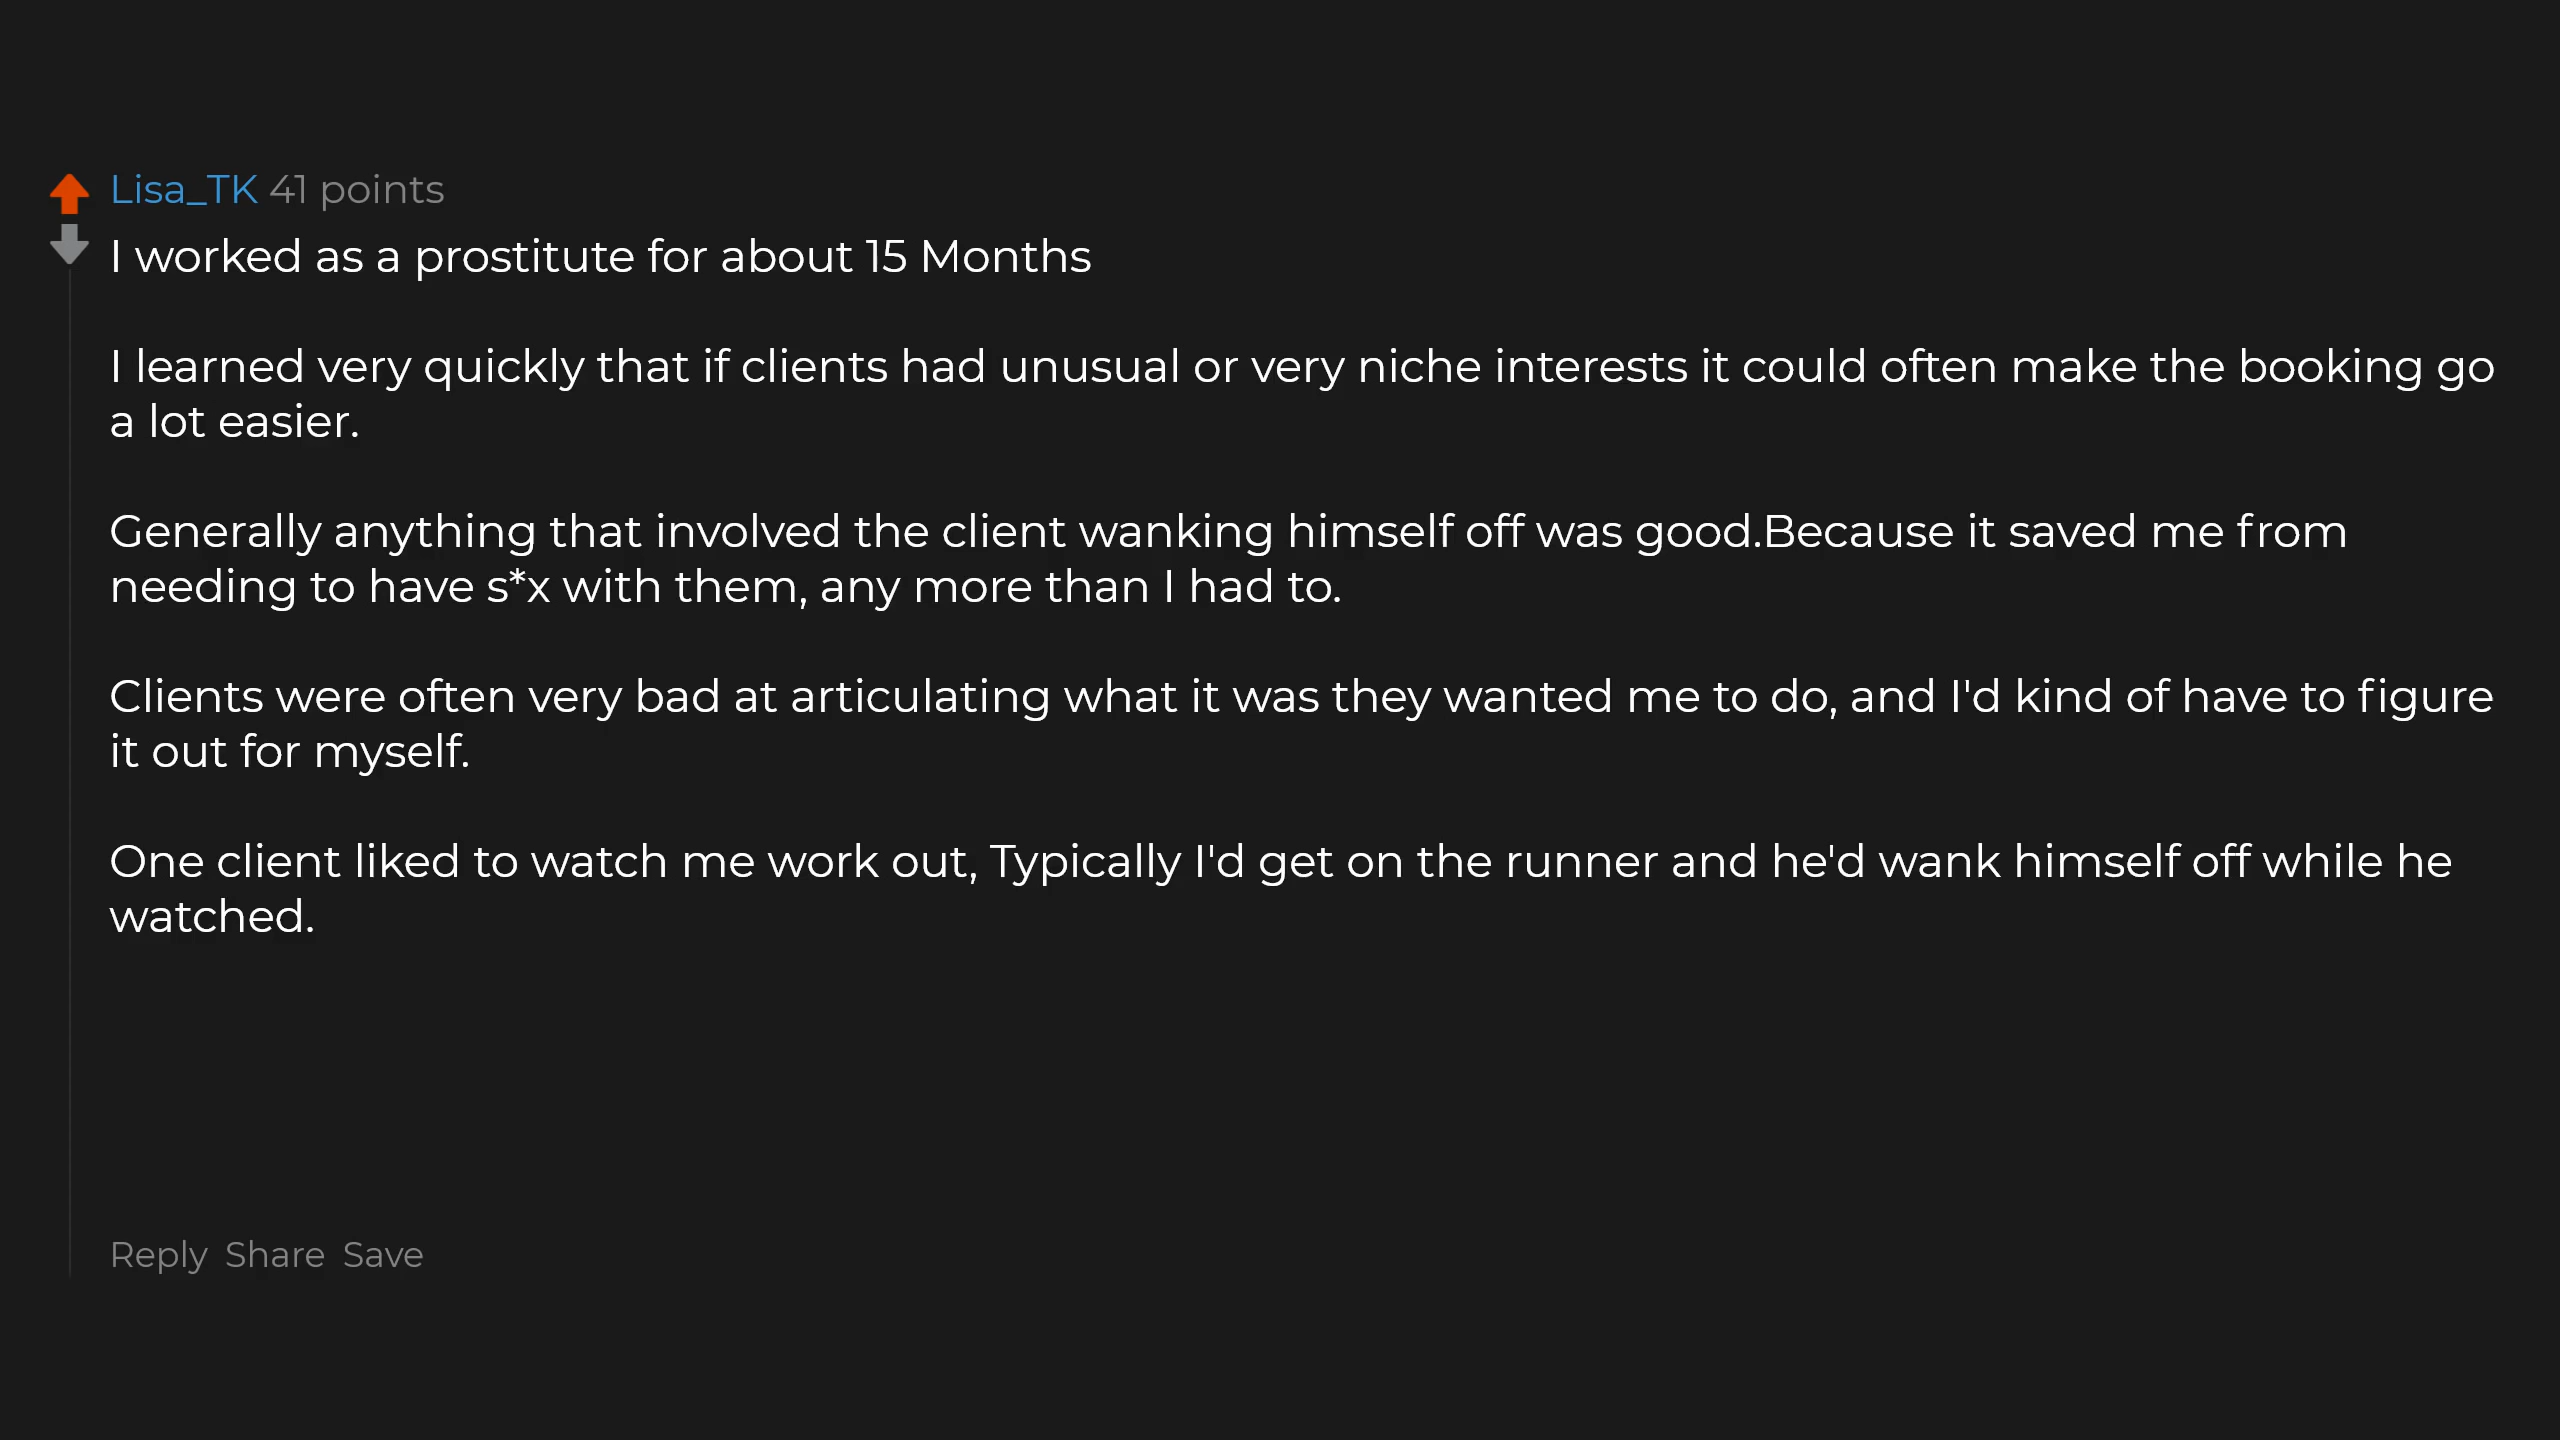 Lisa_TK 41 points
I worked as a prostitute for about 15 Months
I learned very quickly that if clients had unusual or very niche interests it could often make the booking go
a lot easier.
Generally anything that involved the client wanking himself off was good.Because it saved me from
needing to have s*x with them, any more than I had to.
Clients were often very bad at articulating what it was they wanted me to do, and I'd kind of have to figure
it out for myself.
One client liked to watch me work out, Typically I'd get on the runner and he'd wank himself off while he
watched.
Reply Share Save